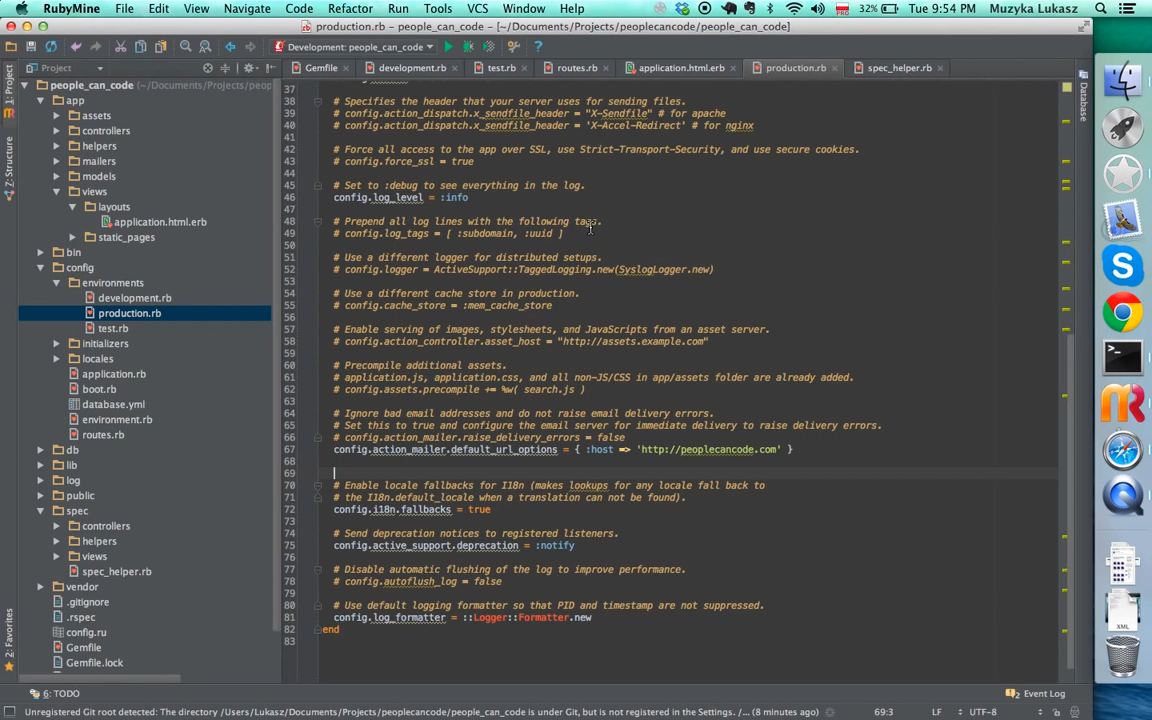 RubyMine File Edit View Navigate Code Refactor Run Tools VCS Window Help 32% Tue 9:54 PM Muzyka Lukasz
production.rb - people_can_code - [~/Documents/Projects/peoplecancode/people_can_code]
Development: people_can_code
Project
Gemfile development.rb test.rb routes.rb application.html.erb production.rb spec_helper.rb
1: Project
Z: Structure
2: Favorites
Database
people_can_code (~/Documents/Projects/peop
app
assets
controllers
helpers
mailers
models
views
layouts
application.html.erb
static_pages
bin
config
environments
development.rb
production.rb
test.rb
initializers
locales
application.rb
boot.rb
database.yml
environment.rb
routes.rb
db
lib
log
public
spec
controllers
helpers
views
spec_helper.rb
vendor
.gitignore
.rspec
config.ru
Gemfile
Gemfile.lock
37
38 # Specifies the header that your server uses for sending files.
39 # config.action_dispatch.x_sendfile_header = "X-Sendfile" # for apache
40 # config.action_dispatch.x_sendfile_header = 'X-Accel-Redirect' # for nginx
41
42 # Force all access to the app over SSL, use Strict-Transport-Security, and use secure cookies.
43 # config.force_ssl = true
44
45 # Set to :debug to see everything in the log.
46 config.log_level = :info
47
48 # Prepend all log lines with the following tags.
49 # config.log_tags = [ :subdomain, :uuid ]
50
51 # Use a different logger for distributed setups.
52 # config.logger = ActiveSupport::TaggedLogging.new(SyslogLogger.new)
53
54 # Use a different cache store in production.
55 # config.cache_store = :mem_cache_store
56
57 # Enable serving of images, stylesheets, and JavaScripts from an asset server.
58 # config.action_controller.asset_host = "http://assets.example.com"
59
60 # Precompile additional assets.
61 # application.js, application.css, and all non-JS/CSS in app/assets folder are already added.
62 # config.assets.precompile += %w( search.js )
63
64 # Ignore bad email addresses and do not raise email delivery errors.
65 # Set this to true and configure the email server for immediate delivery to raise delivery errors.
66 # config.action_mailer.raise_delivery_errors = false
67 config.action_mailer.default_url_options = { :host => 'http://peoplecancode.com' }
68
69
70 # Enable locale fallbacks for I18n (makes lookups for any locale fall back to
71 # the I18n.default_locale when a translation can not be found).
72 config.i18n.fallbacks = true
73
74 # Send deprecation notices to registered listeners.
75 config.active_support.deprecation = :notify
76
77 # Disable automatic flushing of the log to improve performance.
78 # config.autoflush_log = false
79
80 # Use default logging formatter so that PID and timestamp are not suppressed.
81 config.log_formatter = ::Logger::Formatter.new
82 end
83
XML
6: TODO 2 Event Log
Unregistered Git root detected: The directory /Users/Lukasz/Documents/Projects/peoplecancode/people_can_code is under Git, but is not registered in the Settings. /... (8 minutes ago) 69:3 LF UTF-8